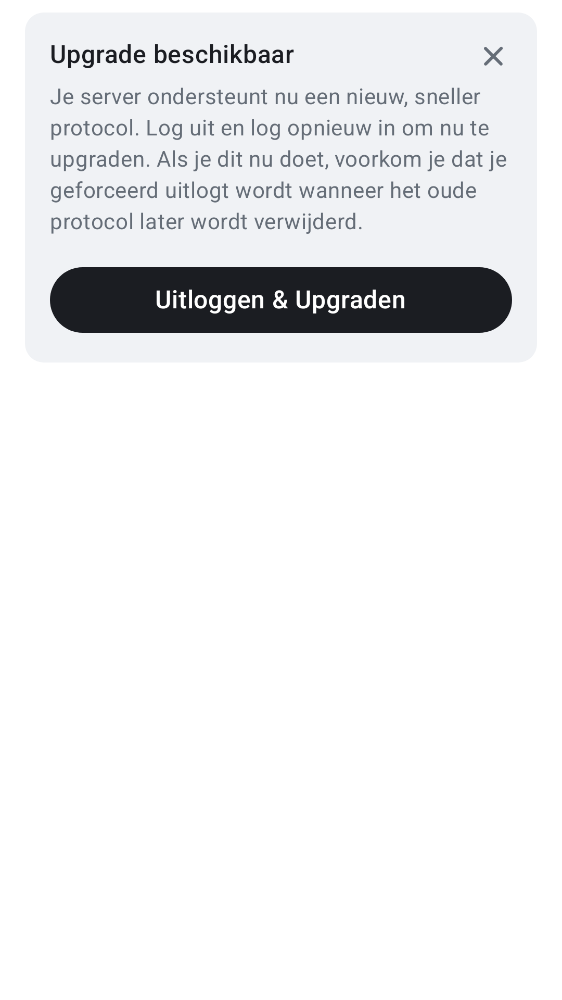 Upgrade beschikbaar
Je server ondersteunt nu een nieuw, sneller
protocol. Log uit en log opnieuw in om nu te
upgraden. Als je dit nu doet, voorkom je dat je
geforceerd uitlogt wordt wanneer het oude
protocol later wordt verwijderd.
Uitloggen & Upgraden